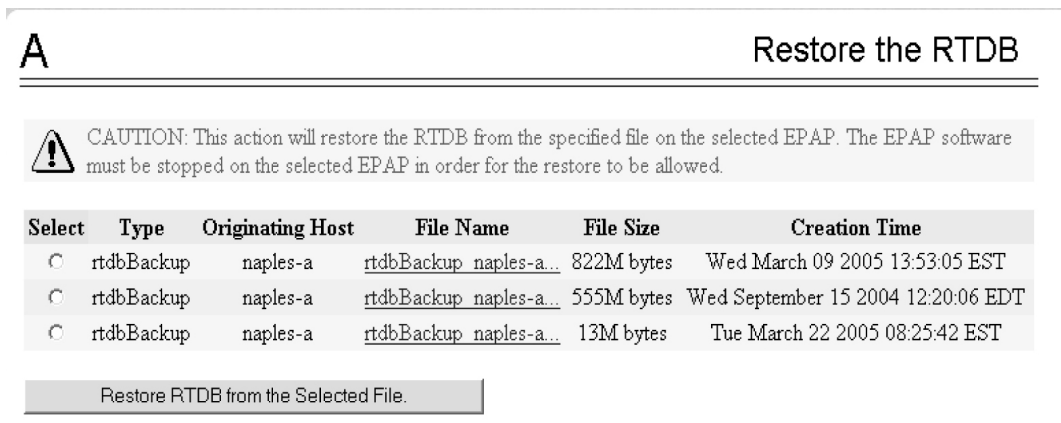 A
Restore the RTDB
CAUTION: This action will restore the RTDB from the specified file on the selected EPAP. The EPAP software
must be stopped on the selected EPAP in order for the restore to be allowed.
Select Type Originating Host File Name File Size Creation Time
rtdbBackup naples-a rtdbBackup_naples-a... 822M bytes Wed March 09 2005 13:53:05 EST
rtdbBackup naples-a rtdbBackup_naples-a... 555M bytes Wed September 15 2004 12:20:06 EDT
rtdbBackup naples-a rtdbBackup_naples-a... 13M bytes Tue March 22 2005 08:25:42 EST
Restore RTDB from the Selected File.